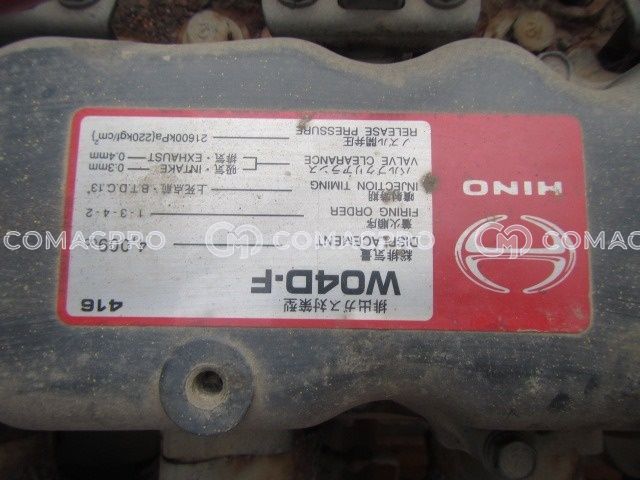 HINO
排出ガス対策型
W04D-F
416
総排気量
DISPLACEMENT
着火順序
FIRING ORDER 1-3-4-2
噴射時期
INJECTION TIMING 上死点前・B.T.D.C.13°
バルブクリアランス 吸気・INTAKE 0.3mm
VALVE CLEARANCE 排気・EXHAUST 0.4mm
ノズル開弁圧
RELEASE PRESSURE 21600kPa(220kgf/cm²)
COMACPRO COMACPRO COMACPRO